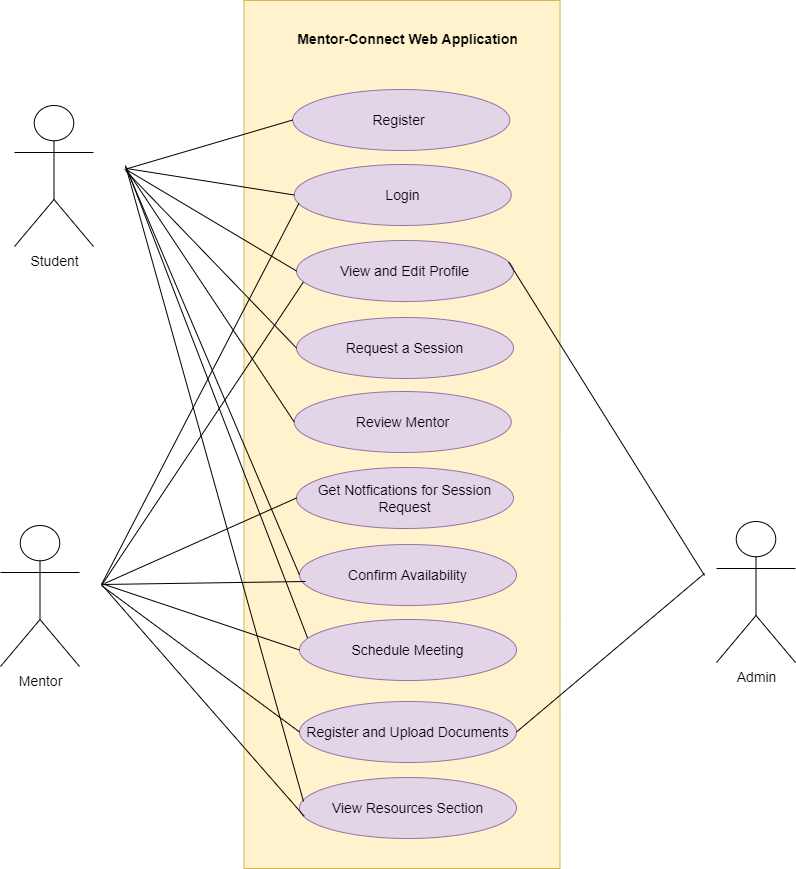 Mentor-Connect Web Application
Register
Login
View and Edit Profile
Student
Request a Session
Review Mentor
Get Notfications for Session
Request
Confirm Availability
Schedule Meeting
Mentor
Admin
Register and Upload Documents
View Resources Section